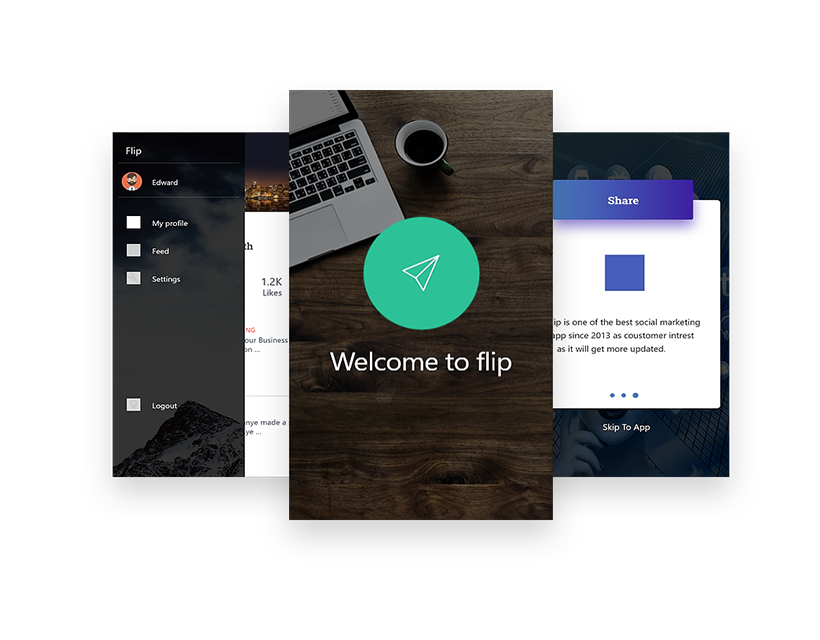 Flip
Edward
My profile
Feed
Settings
Logout
th
1.2K
Likes
NG
our Business
on ...
anye made a
ye ...
Welcome to flip
Share
ip is one of the best social marketing
app since 2013 as coustomer intrest
as it will get more updated.
Skip To App